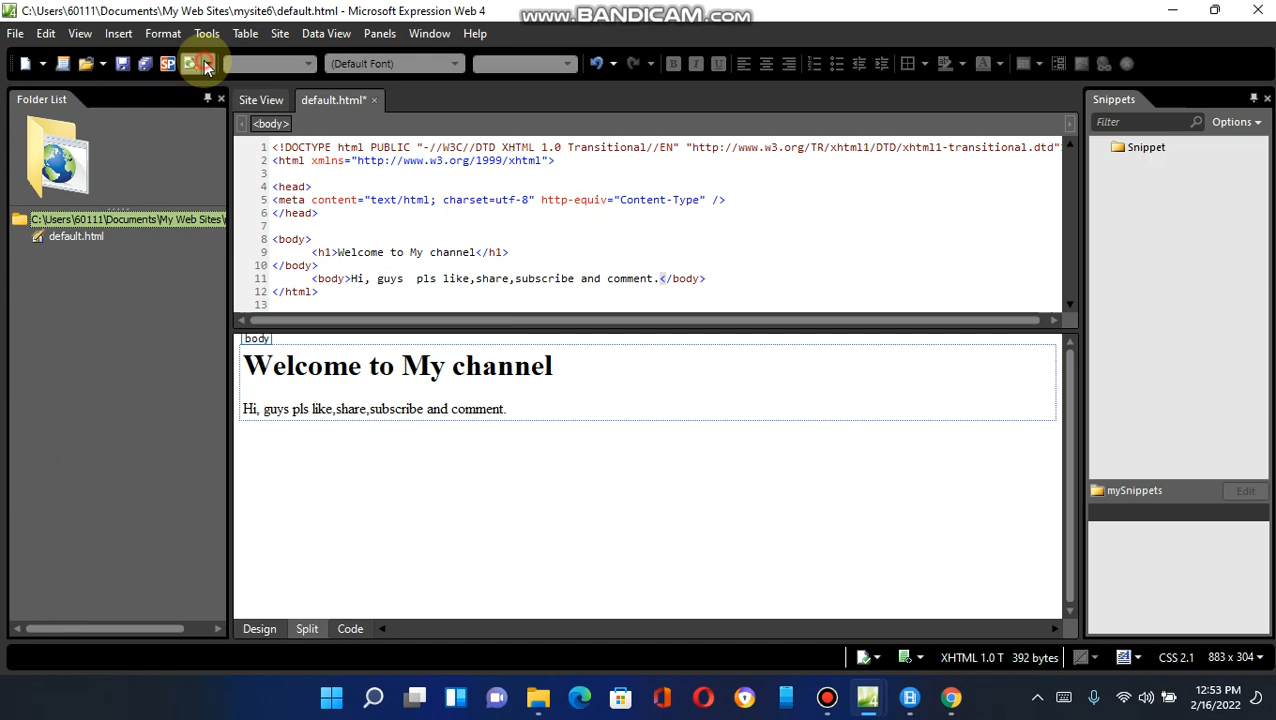 C:\Users\60111\Documents\My Web Sites\mysite6\default.html - Microsoft Expression Web 4
www.BANDICAM.com
File Edit View Insert Format Tools Table Site Data View Panels Window Help
SP (Default Font) B I U A
Folder List
Site View default.html* ×
Snippets
<body>
Filter Options
Snippet
1 <!DOCTYPE html PUBLIC "-//W3C//DTD XHTML 1.0 Transitional//EN" "http://www.w3.org/TR/xhtml1/DTD/xhtml1-transitional.dtd"
2 <html xmlns="http://www.w3.org/1999/xhtml">
3
4 <head>
5 <meta content="text/html; charset=utf-8" http-equiv="Content-Type" />
6 </head>
7
8 <body>
9 <h1>Welcome to My channel</h1>
10 </body>
11 <body>Hi, guys  pls like,share,subscribe and comment.</body>
12 </html>
13
C:\Users\60111\Documents\My Web Sites\
default.html
body
Welcome to My channel
Hi, guys pls like,share,subscribe and comment.
mySnippets Edit
Design Split Code
XHTML 1.0 T 392 bytes CSS 2.1 883 x 304
12:53 PM
2/16/2022